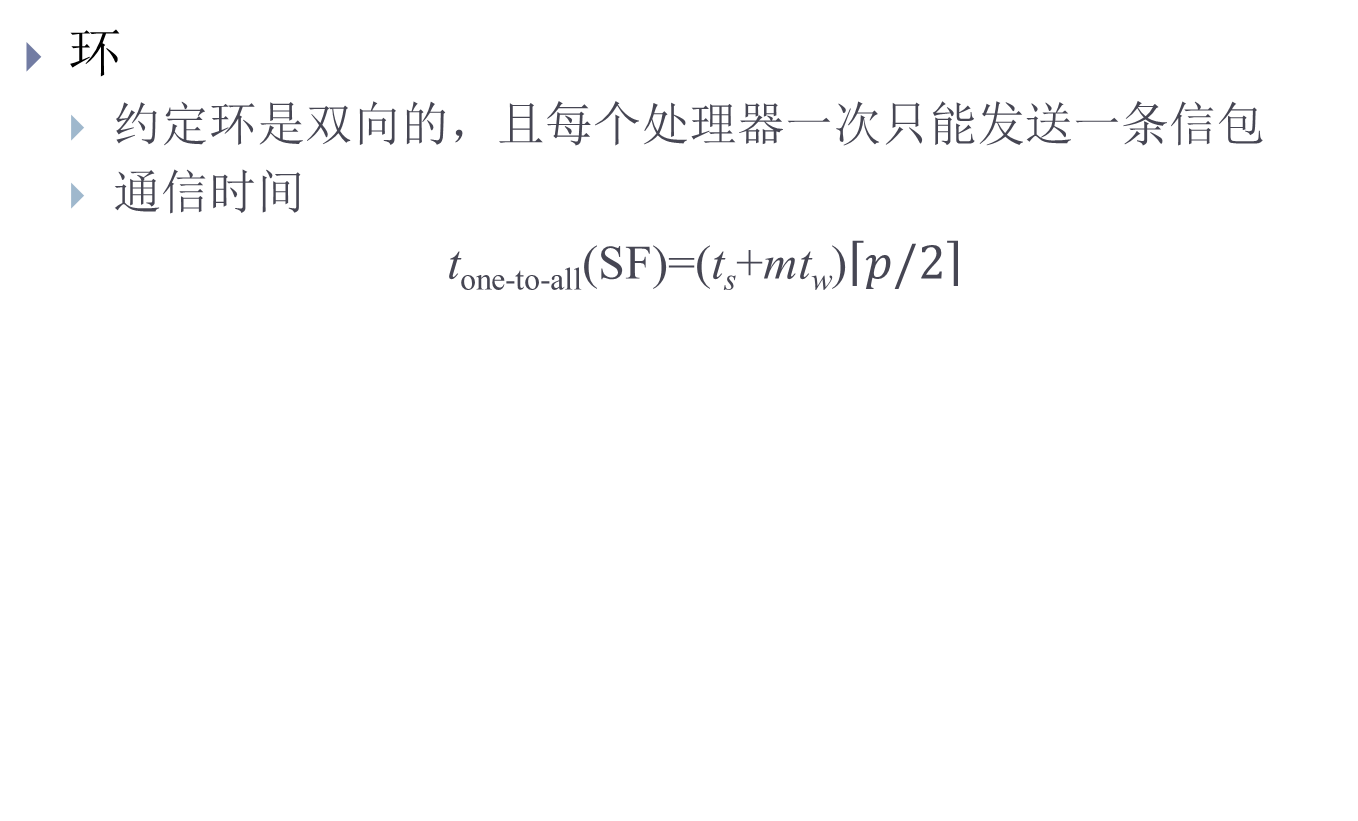 环
约定环是双向的，且每个处理器一次只能发送一条信包
通信时间
t_one-to-all(SF)=(t_s+mt_w)⌈p/2⌉